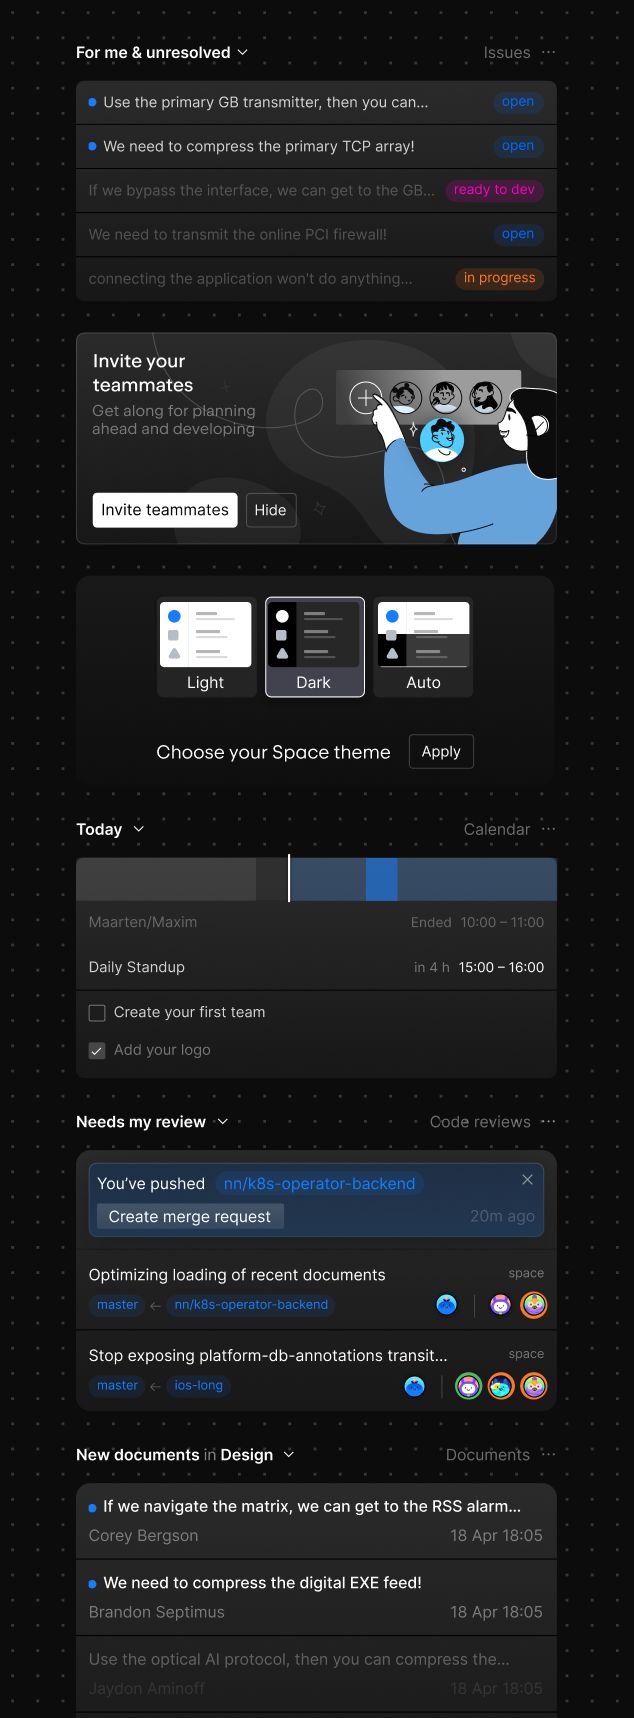 For me & unresolved Issues ···
Use the primary GB transmitter, then you can... open
We need to compress the primary TCP array! open
If we bypass the interface, we can get to the GB... ready to dev
We need to transmit the online PCI firewall! open
connecting the application won't do anything... in progress
Invite your
teammates
Get along for planning
ahead and developing
Invite teammates Hide
Light Dark Auto
Choose your Space theme Apply
Today Calendar ···
Maarten/Maxim Ended 10:00 – 11:00
Daily Standup in 4 h 15:00 – 16:00
Create your first team
Add your logo
Needs my review Code reviews ···
You’ve pushed nn/k8s-operator-backend
Create merge request 20m ago
Optimizing loading of recent documents space
master ← nn/k8s-operator-backend
Stop exposing platform-db-annotations transit... space
master ← ios-long
New documents in Design Documents ···
If we navigate the matrix, we can get to the RSS alarm...
Corey Bergson 18 Apr 18:05
We need to compress the digital EXE feed!
Brandon Septimus 18 Apr 18:05
Use the optical AI protocol, then you can compress the...
Jaydon Aminoff 18 Apr 18:05